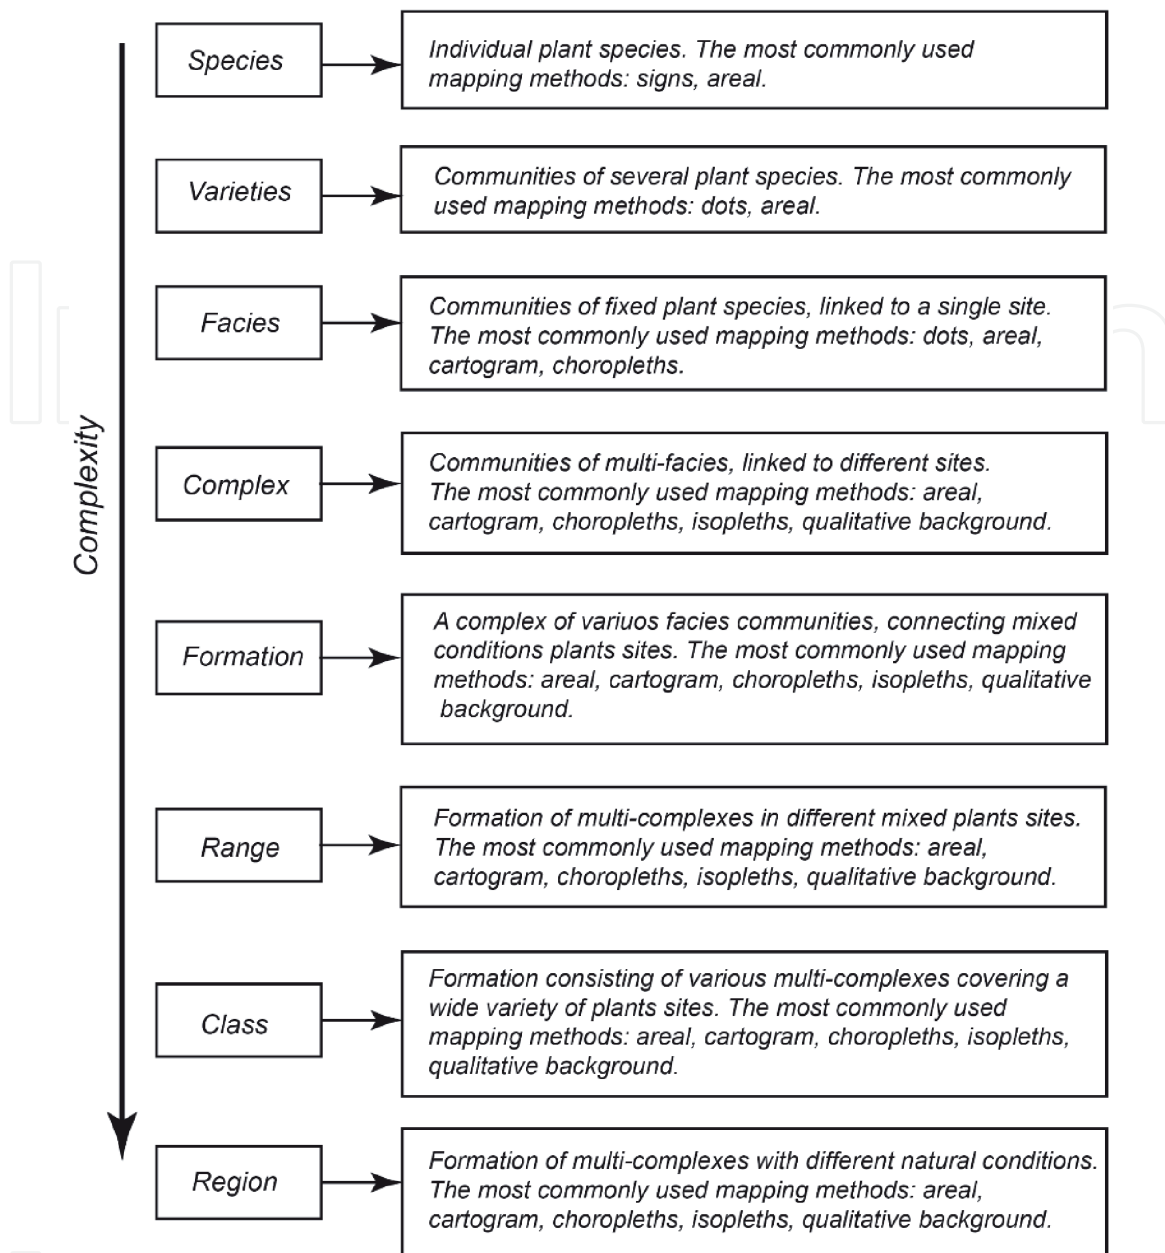 Species
Individual plant species. The most commonly used
mapping methods: signs, areal.
Varieties
Communities of several plant species. The most commonly
used mapping methods: dots, areal.
Facies
Communities of fixed plant species, linked to a single site.
The most commonly used mapping methods: dots, areal,
cartogram, choropleths.
Complexity
Complex
Communities of multi-facies, linked to different sites.
The most commonly used mapping methods: areal,
cartogram, choropleths, isopleths, qualitative background.
Formation
A complex of variuos facies communities, connecting mixed
conditions plants sites. The most commonly used mapping
methods: areal, cartogram, choropleths, isopleths, qualitative
background.
Range
Formation of multi-complexes in different mixed plants sites.
The most commonly used mapping methods: areal,
cartogram, choropleths, isopleths, qualitative background.
Class
Formation consisting of various multi-complexes covering a
wide variety of plants sites. The most commonly used
mapping methods: areal, cartogram, choropleths, isopleths,
qualitative background.
Region
Formation of multi-complexes with different natural conditions.
The most commonly used mapping methods: areal,
cartogram, choropleths, isopleths, qualitative background.